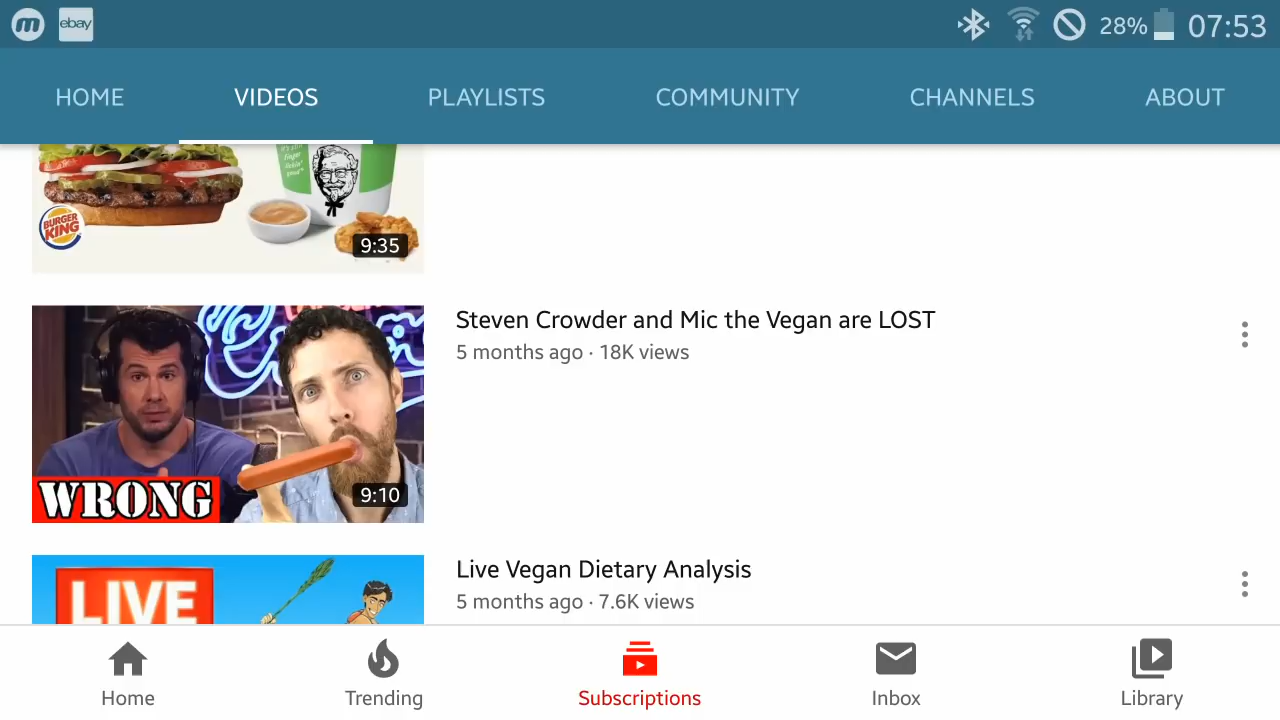 m
ebay
28%
07:53
HOME
VIDEOS
PLAYLISTS
COMMUNITY
CHANNELS
ABOUT
BURGER
KING
9:35
Steven Crowder and Mic the Vegan are LOST
5 months ago · 18K views
WRONG
9:10
LIVE
Live Vegan Dietary Analysis
5 months ago · 7.6K views
Home
Trending
Subscriptions
Inbox
Library